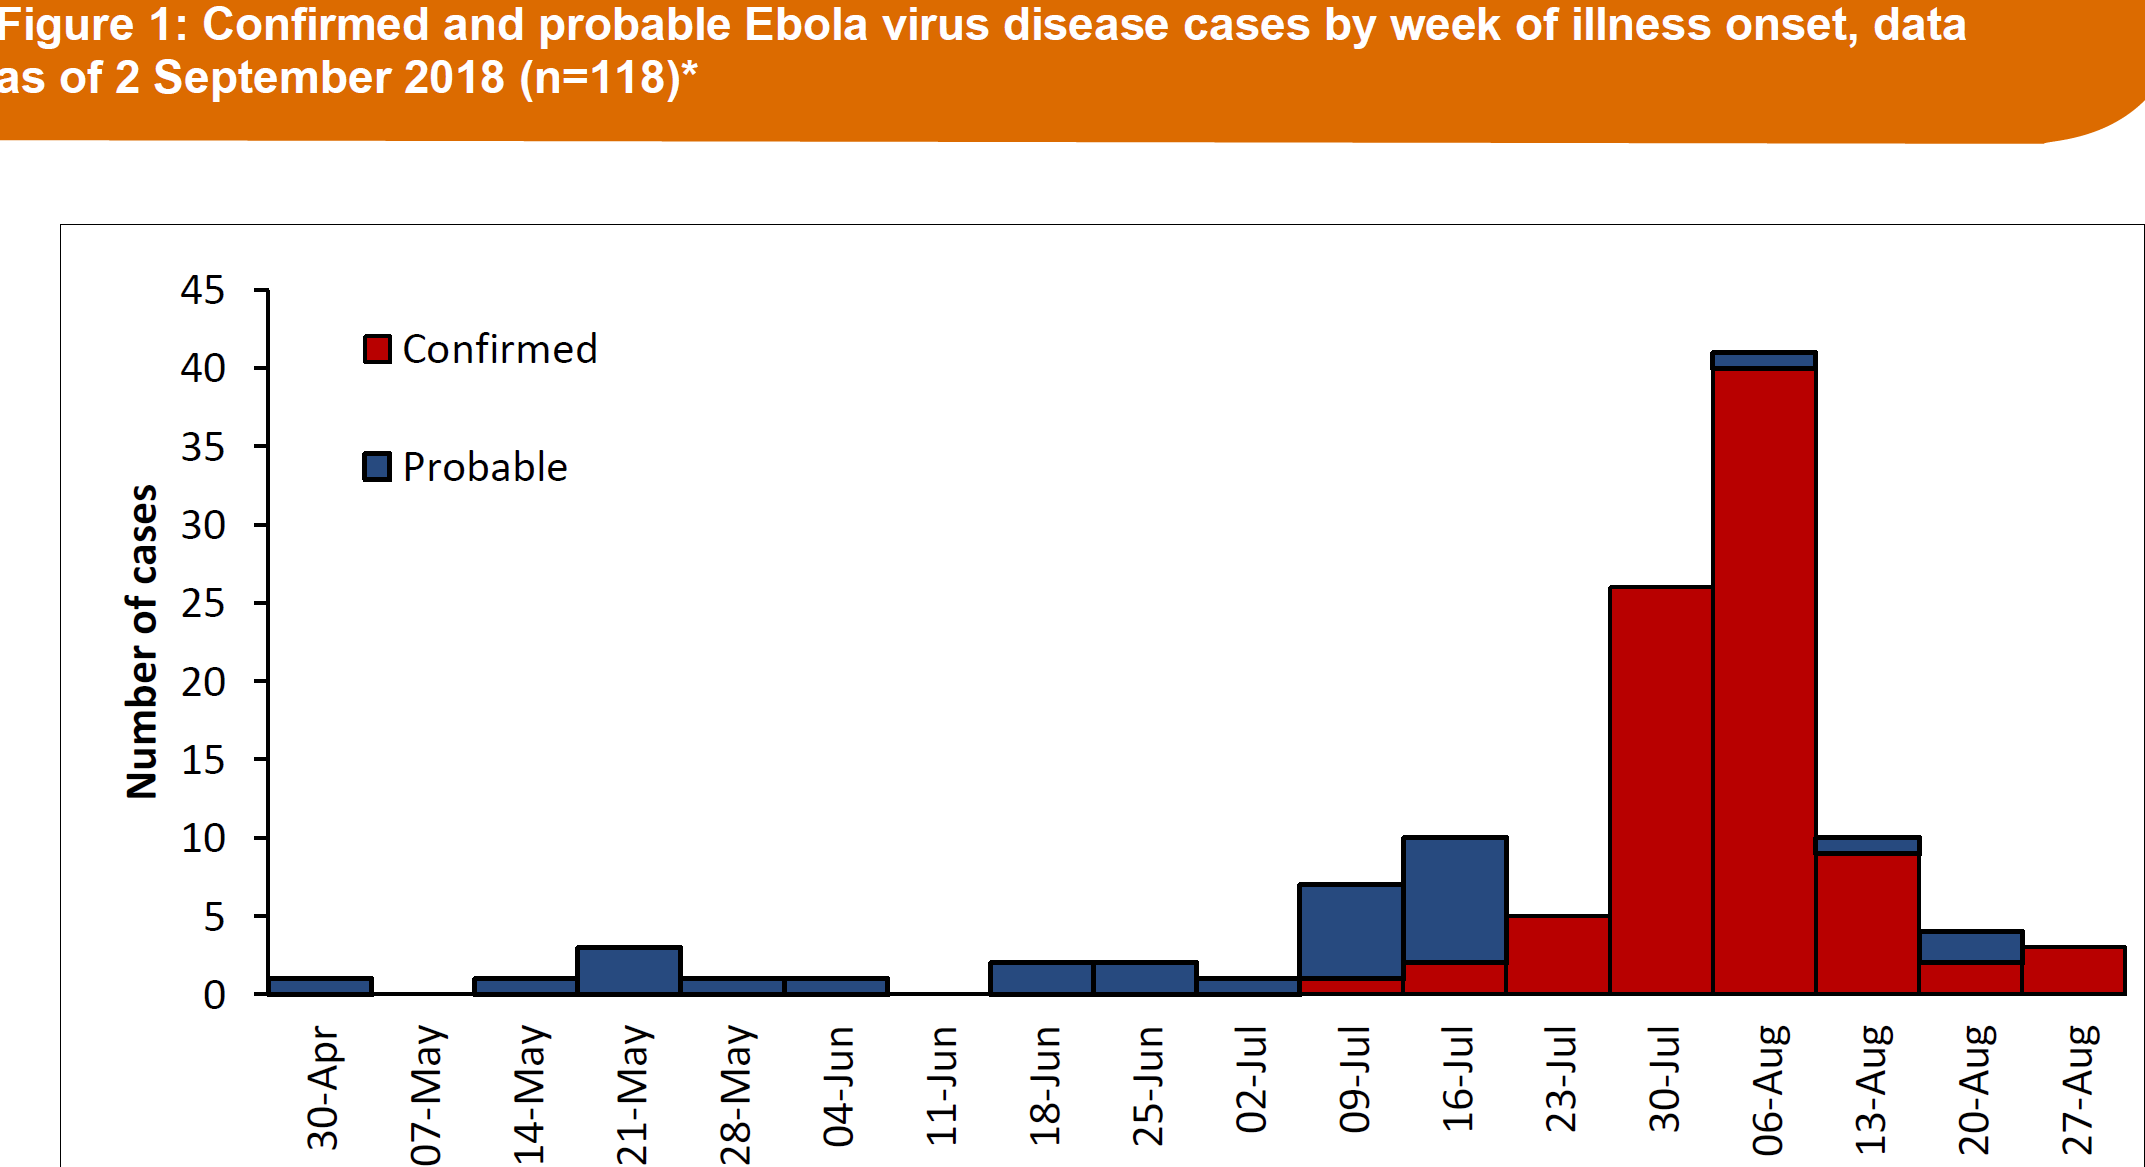 Figure 1: Confirmed and probable Ebola virus disease cases by week of illness onset, data
as of 2 September 2018 (n=118)*
45
40
35
30
25
20
15
10
5
0
Number of cases
Confirmed
Probable
30-Apr
07-May
14-May
21-May
28-May
04-Jun
11-Jun
18-Jun
25-Jun
02-Jul
09-Jul
16-Jul
23-Jul
30-Jul
06-Aug
13-Aug
20-Aug
27-Aug